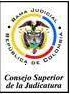 RAMA JUDICIAL
REPUBLICA DE COLOMBIA
Consejo Superior
de la Judicatura